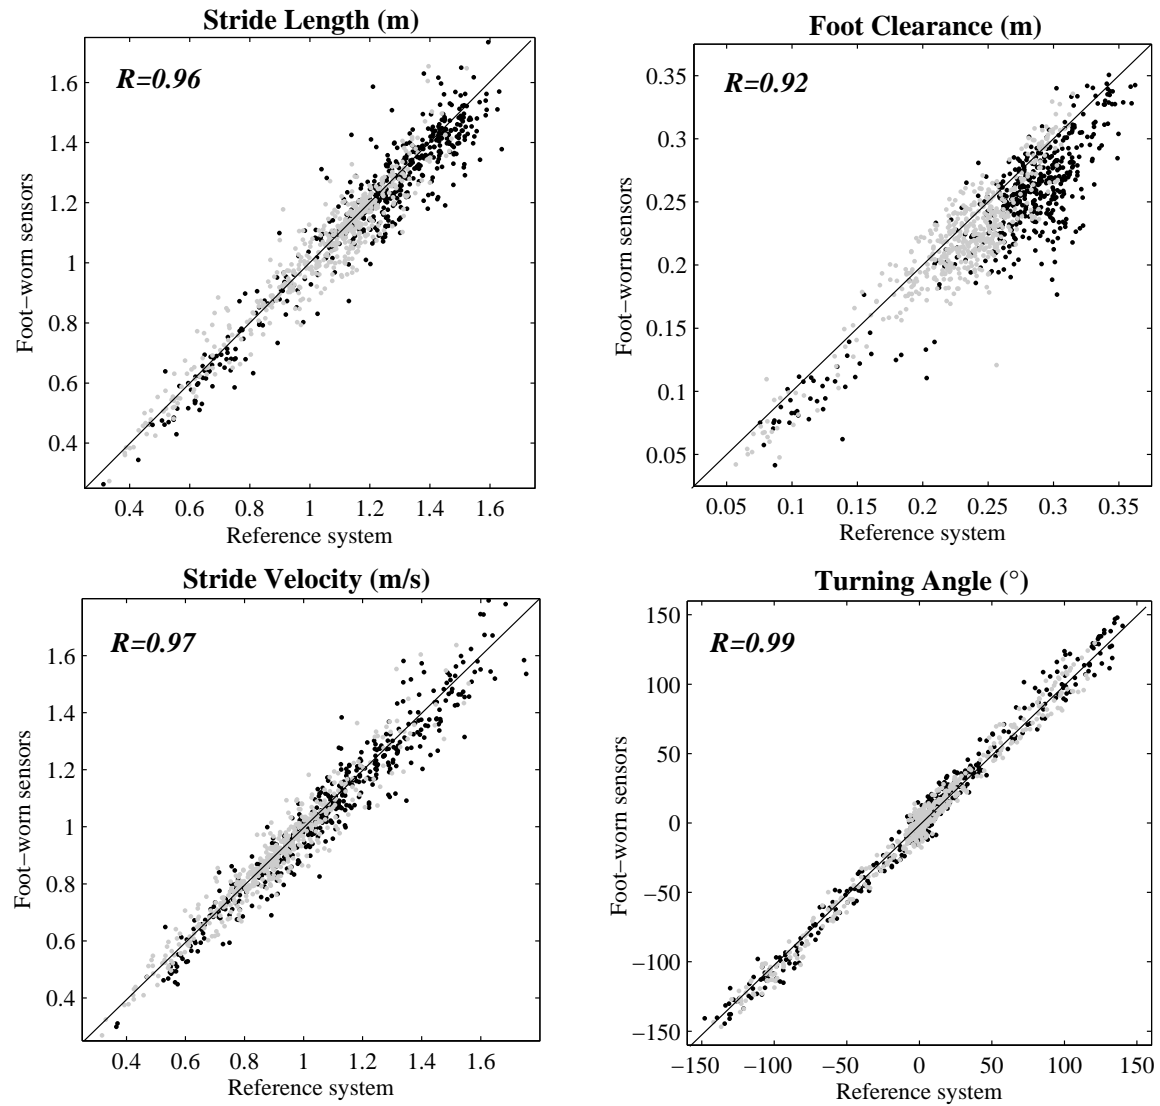 Stride Length (m)
R=0.96
1.6
1.4
1.2
1
0.8
0.6
0.4
Foot−worn sensors
0.4 0.6 0.8 1 1.2 1.4 1.6
Reference system
Foot Clearance (m)
R=0.92
0.35
0.3
0.25
0.2
0.15
0.1
0.05
Foot−worn sensors
0.05 0.1 0.15 0.2 0.25 0.3 0.35
Reference system
Stride Velocity (m/s)
R=0.97
1.6
1.4
1.2
1
0.8
0.6
0.4
Foot−worn sensors
0.4 0.6 0.8 1 1.2 1.4 1.6
Reference system
Turning Angle (°)
R=0.99
150
100
50
0
−50
−100
−150
Foot−worn sensors
−150 −100 −50 0 50 100 150
Reference system